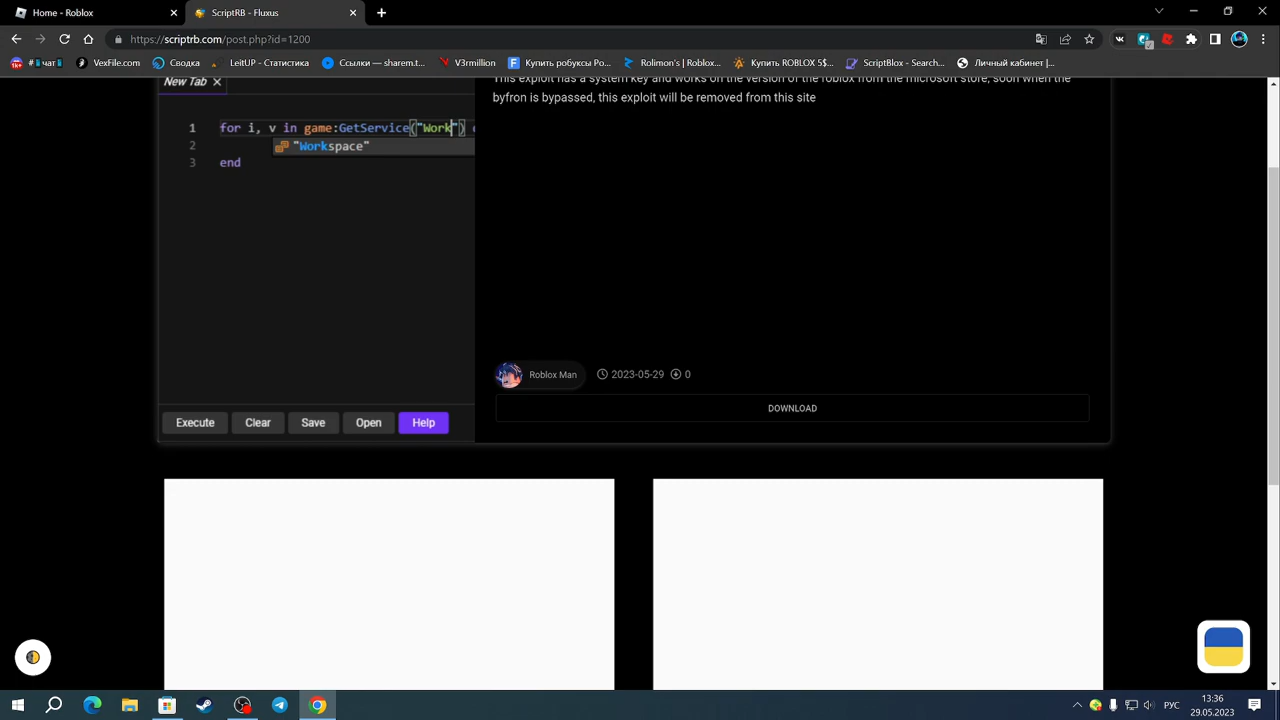 Home - Roblox
ScriptRB - Fluxus
https://scriptrb.com/post.php?id=1200
VexFile.com
Сводка
LeitUP - Статистика
Ссылки — sharem.t...
V3rmillion
Купить робуксы Ро...
Rolimon's | Roblox...
Купить ROBLOX 5$...
ScriptBlox - Search...
Личный кабинет |...
New Tab
This exploit has a system key and works on the version of the roblox from the microsoft store, soon when the
byfron is bypassed, this exploit will be removed from this site
1 for i, v in game:GetService("Work")
2 "Workspace"
3 end
Roblox Man 2023-05-29 0
DOWNLOAD
Execute Clear Save Open Help
РУС
13:36
29.05.2023